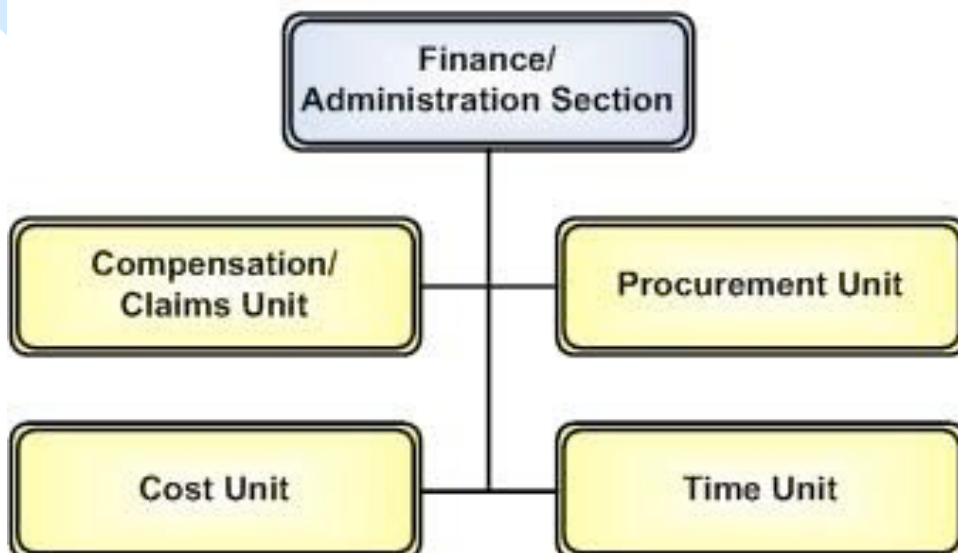 Finance/
Administration Section
Compensation/
Claims Unit
Procurement Unit
Cost Unit
Time Unit